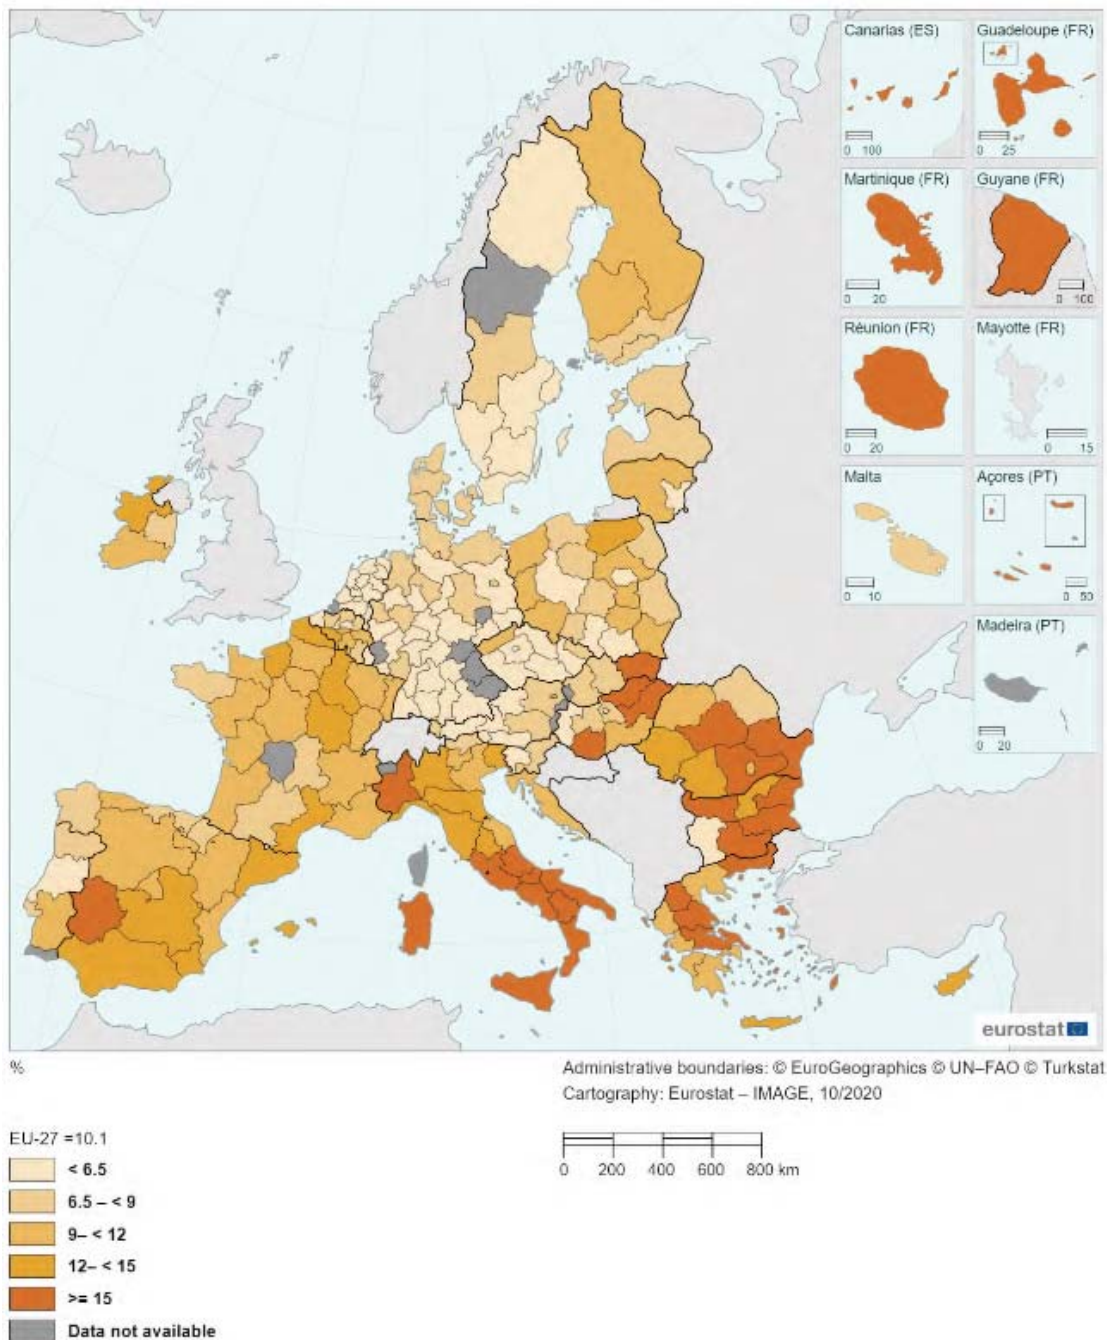 Canarias (ES)
0 100
Guadeloupe (FR)
0 25
Martinique (FR)
0 20
Guyane (FR)
0 100
Réunion (FR)
0 20
Mayotte (FR)
0 15
Malta
0 10
Açores (PT)
0 50
Madeira (PT)
0 20
eurostat
%
Administrative boundaries: © EuroGeographics © UN–FAO © Turkstat
Cartography: Eurostat – IMAGE, 10/2020
0 200 400 600 800 km
EU-27 =10.1
< 6.5
6.5 – < 9
9– < 12
12– < 15
>= 15
Data not available